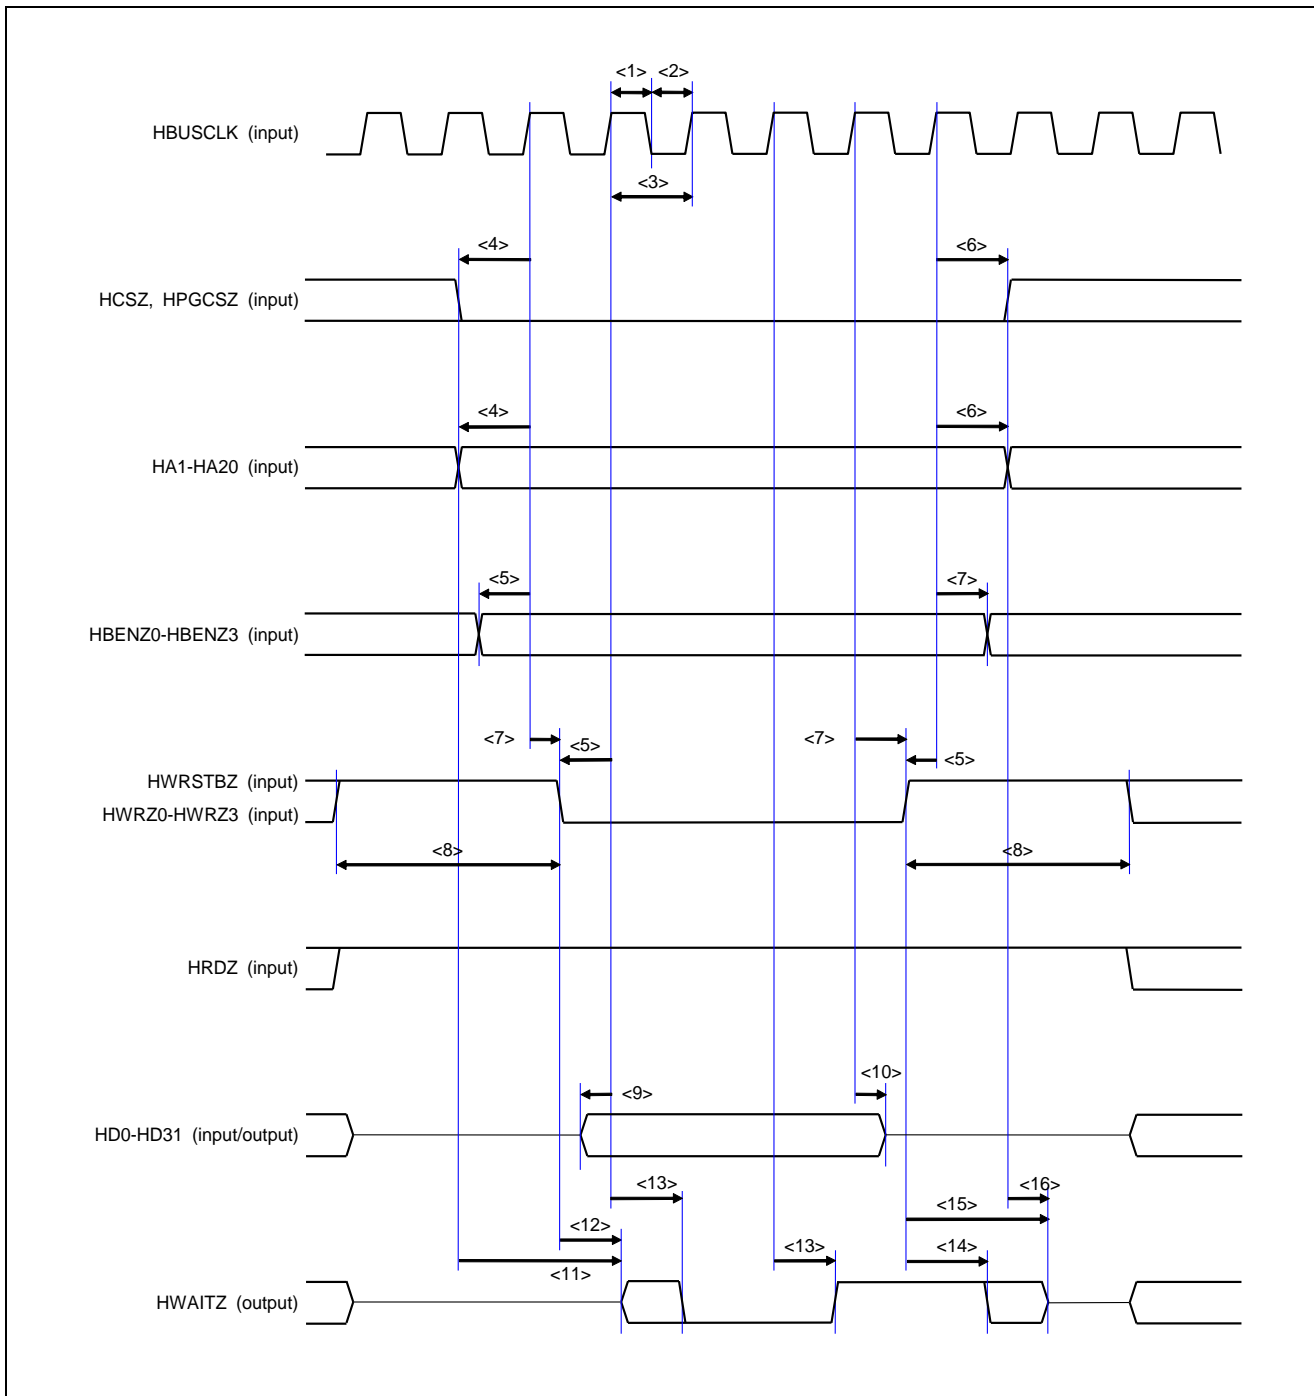 <1> <2>
HBUSCLK (input)
<3>
<4> <6>
HCSZ, HPGCSZ (input)
<4> <6>
HA1-HA20 (input)
<5> <7>
HBENZ0-HBENZ3 (input)
<7> <5> <7> <5>
HWRSTBZ (input)
HWRZ0-HWRZ3 (input)
<8> <8>
HRDZ (input)
<9> <10>
HD0-HD31 (input/output)
<13> <16>
<12> <15>
<11> <13> <14>
HWAITZ (output)